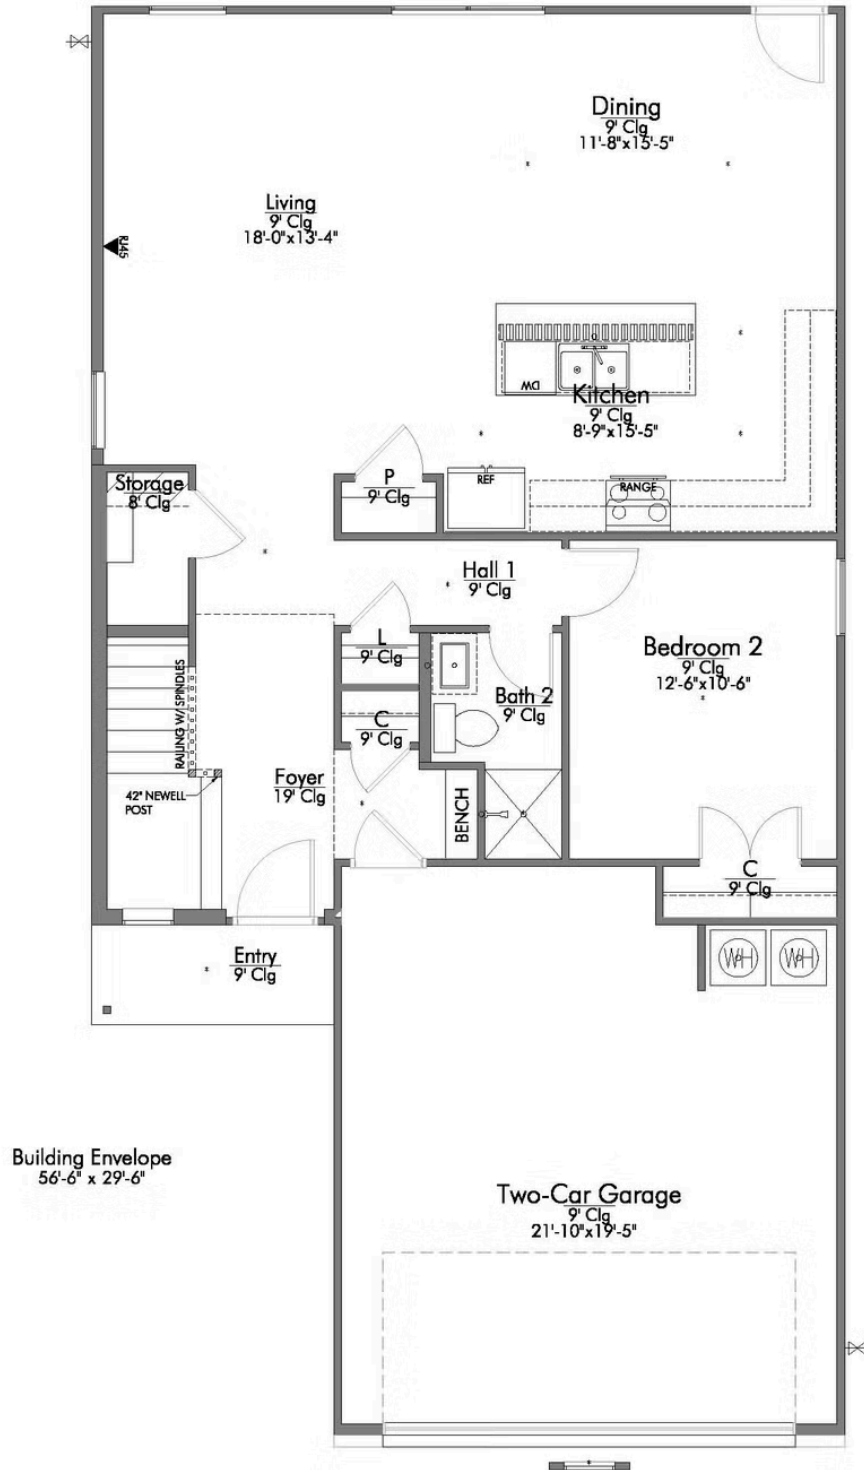 Dining
9' Clg
11'-8"x15'-5"
Living
9' Clg
18'-0"x13'-4"
RJ45
DW
Kitchen
9' Clg
8'-9"x15'-5"
P
9' Clg
REF
RANGE
Storage
8' Clg
Hall 1
9' Clg
L
9' Clg
Bedroom 2
9' Clg
12'-6"x10'-6"
RAILING W/ SPINDLES
Bath 2
9' Clg
C
9' Clg
Foyer
19' Clg
42" NEWELL
POST
BENCH
C
9' Clg
Entry
9' Clg
WH
WH
Building Envelope
56'-6" x 29'-6"
Two-Car Garage
9' Clg
21'-10"x19'-5"